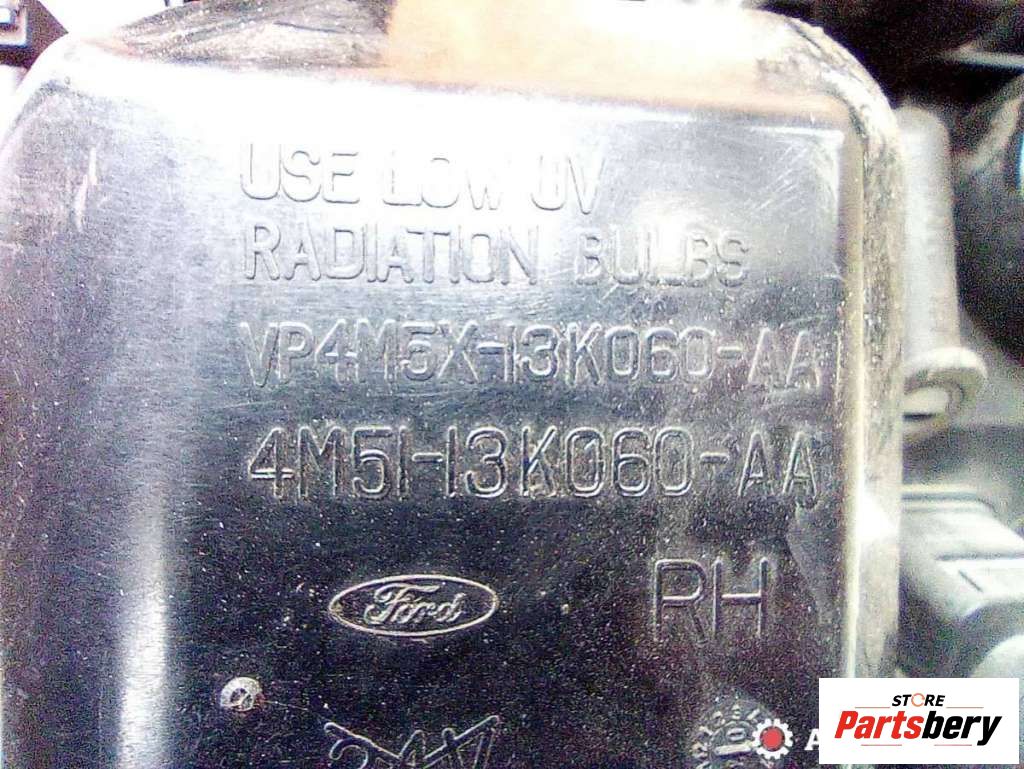 USE LOW UV
RADIATION BULBS
VP4M5X-13K060-AA
4M51-13K060-AA
Ford
RH
STORE
Partsbery